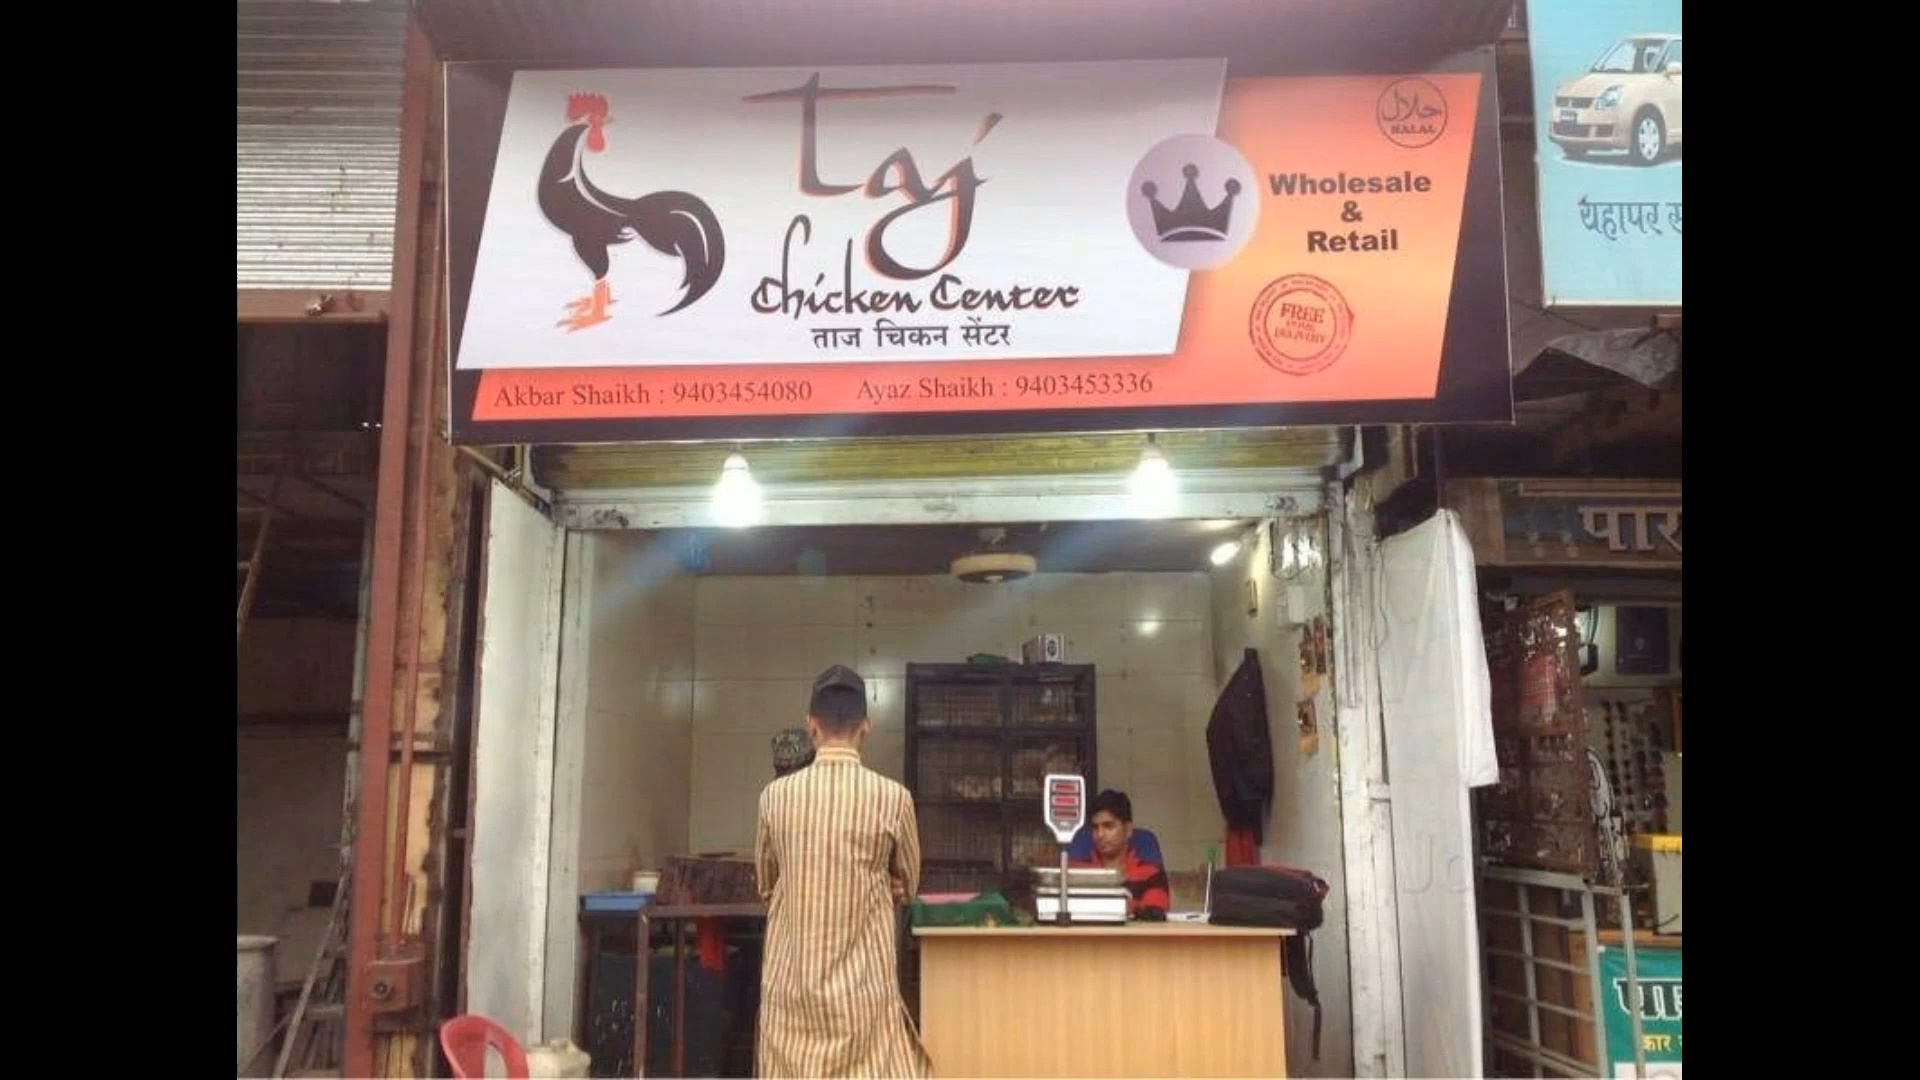 taj
Chicken Center
ताज चिकन सेंटर
حلال
HALAL
Wholesale
&
Retail
FREE
HOME
DELIVERY
Akbar Shaikh : 9403454080 Ayaz Shaikh : 9403453336
यहापर